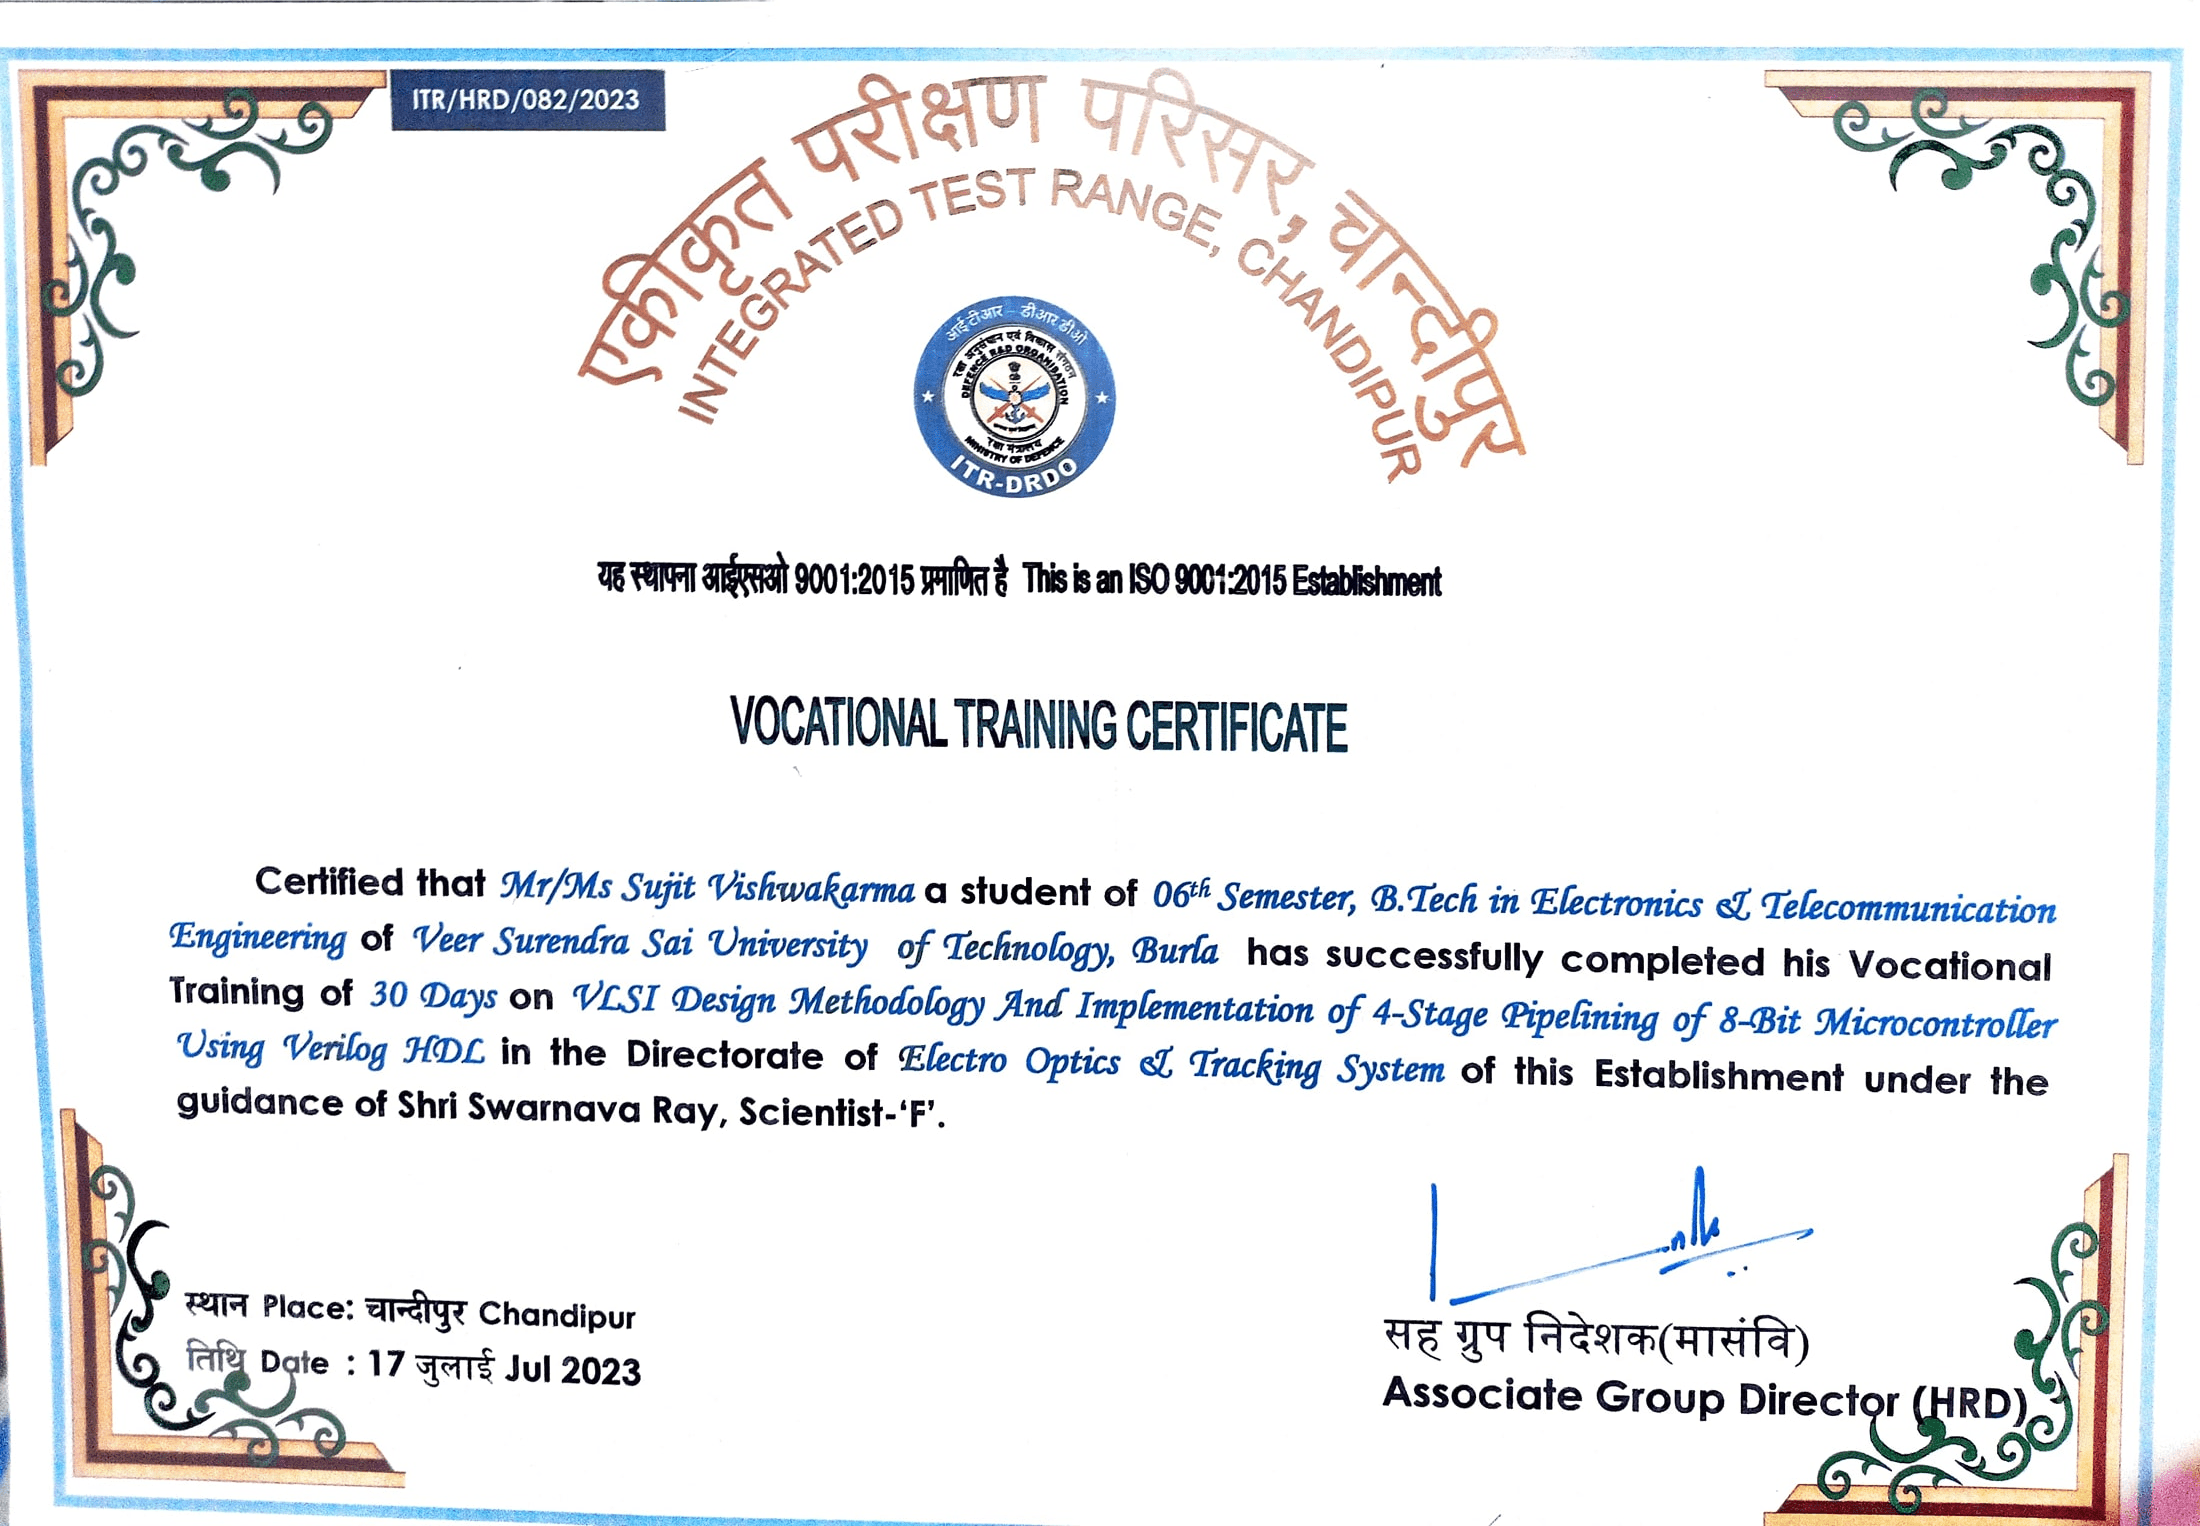 ITR/HRD/082/2023
एकीकृत परीक्षण परिसर, चान्दीपुर
INTEGRATED TEST RANGE, CHANDIPUR
आई टी आर – डी आर डी ओ
रक्षा अनुसंधान एवं विकास संगठन
DEFENCE R&D ORGANISATION
रक्षा मंत्रालय
MINISTRY OF DEFENCE
ITR-DRDO
यह स्थापना आईएसओ 9001:2015 प्रमाणित है This is an ISO 9001:2015 Establishment
VOCATIONAL TRAINING CERTIFICATE
Certified that Mr/Ms Sujit Vishwakarma a student of 06th Semester, B.Tech in Electronics & Telecommunication
Engineering of Veer Surendra Sai University of Technology, Burla has successfully completed his Vocational
Training of 30 Days on VLSI Design Methodology And Implementation of 4-Stage Pipelining of 8-Bit Microcontroller
Using Verilog HDL in the Directorate of Electro Optics & Tracking System of this Establishment under the
guidance of Shri Swarnava Ray, Scientist-‘F’.
स्थान Place: चान्दीपुर Chandipur
तिथि Date : 17 जुलाई Jul 2023
सह ग्रुप निदेशक(मासंवि)
Associate Group Director (HRD)